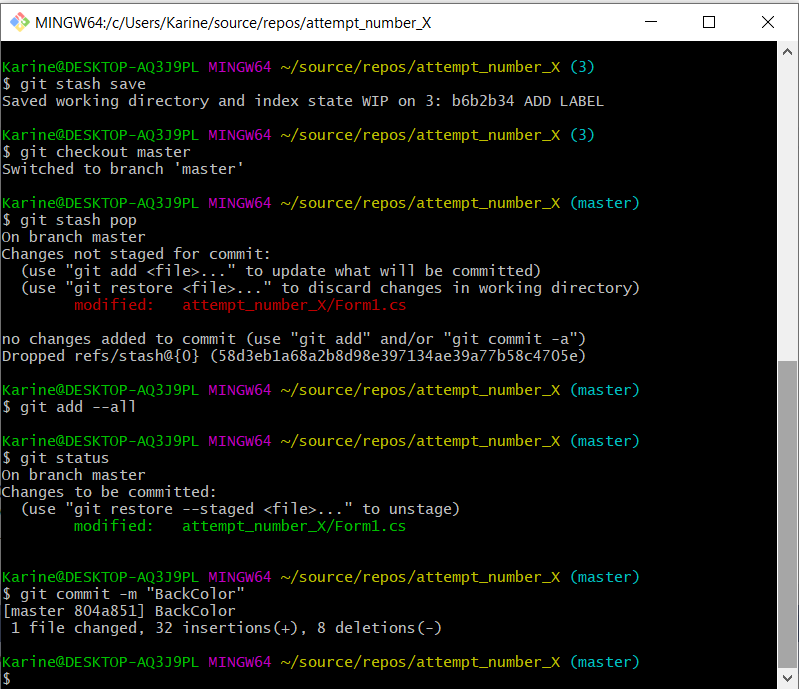 MINGW64:/c/Users/Karine/source/repos/attempt_number_X
Karine@DESKTOP-AQ3J9PL MINGW64 ~/source/repos/attempt_number_X (3)
$ git stash save
Saved working directory and index state WIP on 3: b6b2b34 ADD LABEL
Karine@DESKTOP-AQ3J9PL MINGW64 ~/source/repos/attempt_number_X (3)
$ git checkout master
Switched to branch 'master'
Karine@DESKTOP-AQ3J9PL MINGW64 ~/source/repos/attempt_number_X (master)
$ git stash pop
On branch master
Changes not staged for commit:
  (use "git add <file>..." to update what will be committed)
  (use "git restore <file>..." to discard changes in working directory)
        modified:   attempt_number_X/Form1.cs
no changes added to commit (use "git add" and/or "git commit -a")
Dropped refs/stash@{0} (58d3eb1a68a2b8d98e397134ae39a77b58c4705e)
Karine@DESKTOP-AQ3J9PL MINGW64 ~/source/repos/attempt_number_X (master)
$ git add --all
Karine@DESKTOP-AQ3J9PL MINGW64 ~/source/repos/attempt_number_X (master)
$ git status
On branch master
Changes to be committed:
  (use "git restore --staged <file>..." to unstage)
        modified:   attempt_number_X/Form1.cs
Karine@DESKTOP-AQ3J9PL MINGW64 ~/source/repos/attempt_number_X (master)
$ git commit -m "BackColor"
[master 804a851] BackColor
 1 file changed, 32 insertions(+), 8 deletions(-)
Karine@DESKTOP-AQ3J9PL MINGW64 ~/source/repos/attempt_number_X (master)
$